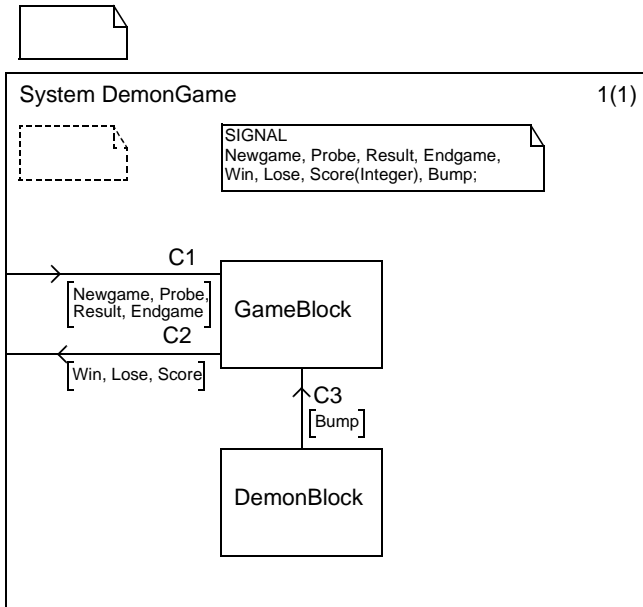 System DemonGame
1(1)
SIGNAL
Newgame, Probe, Result, Endgame,
Win, Lose, Score(Integer), Bump;
C1
Newgame, Probe,
Result, Endgame
GameBlock
C2
Win, Lose, Score
C3
Bump
DemonBlock